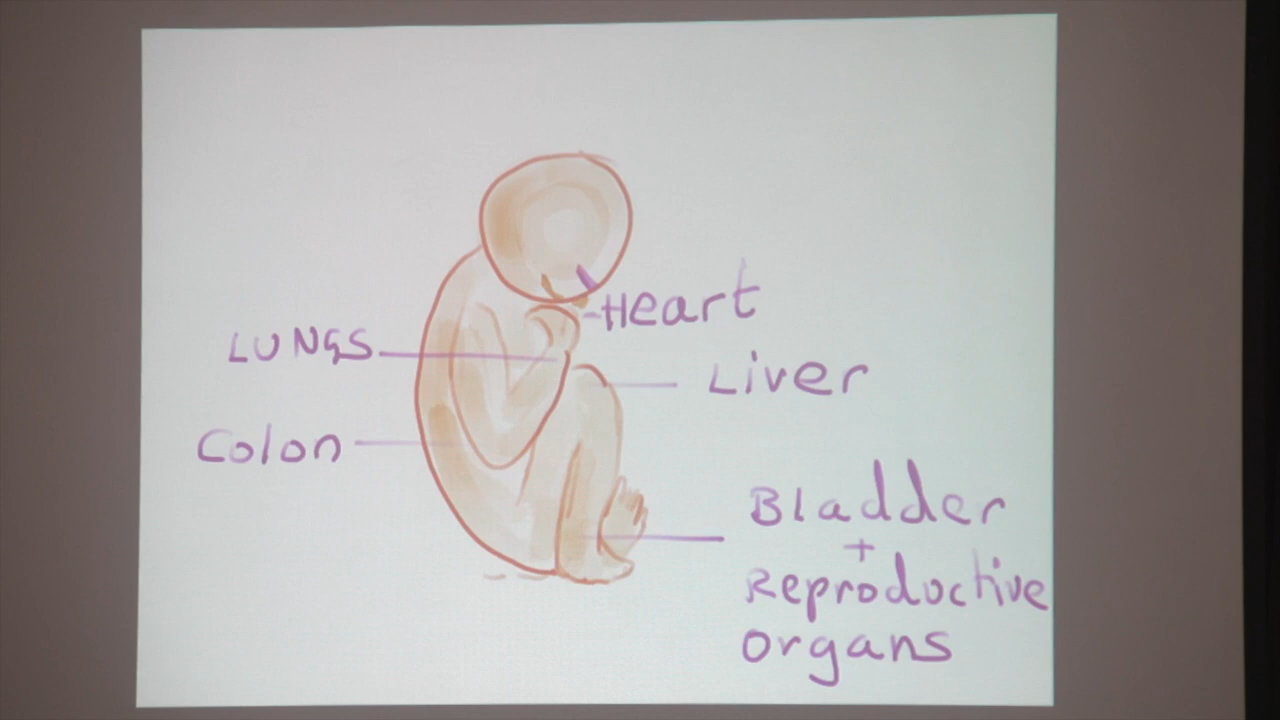 Heart
LUNGS
Liver
Colon
Bladder
+
Reproductive
organs